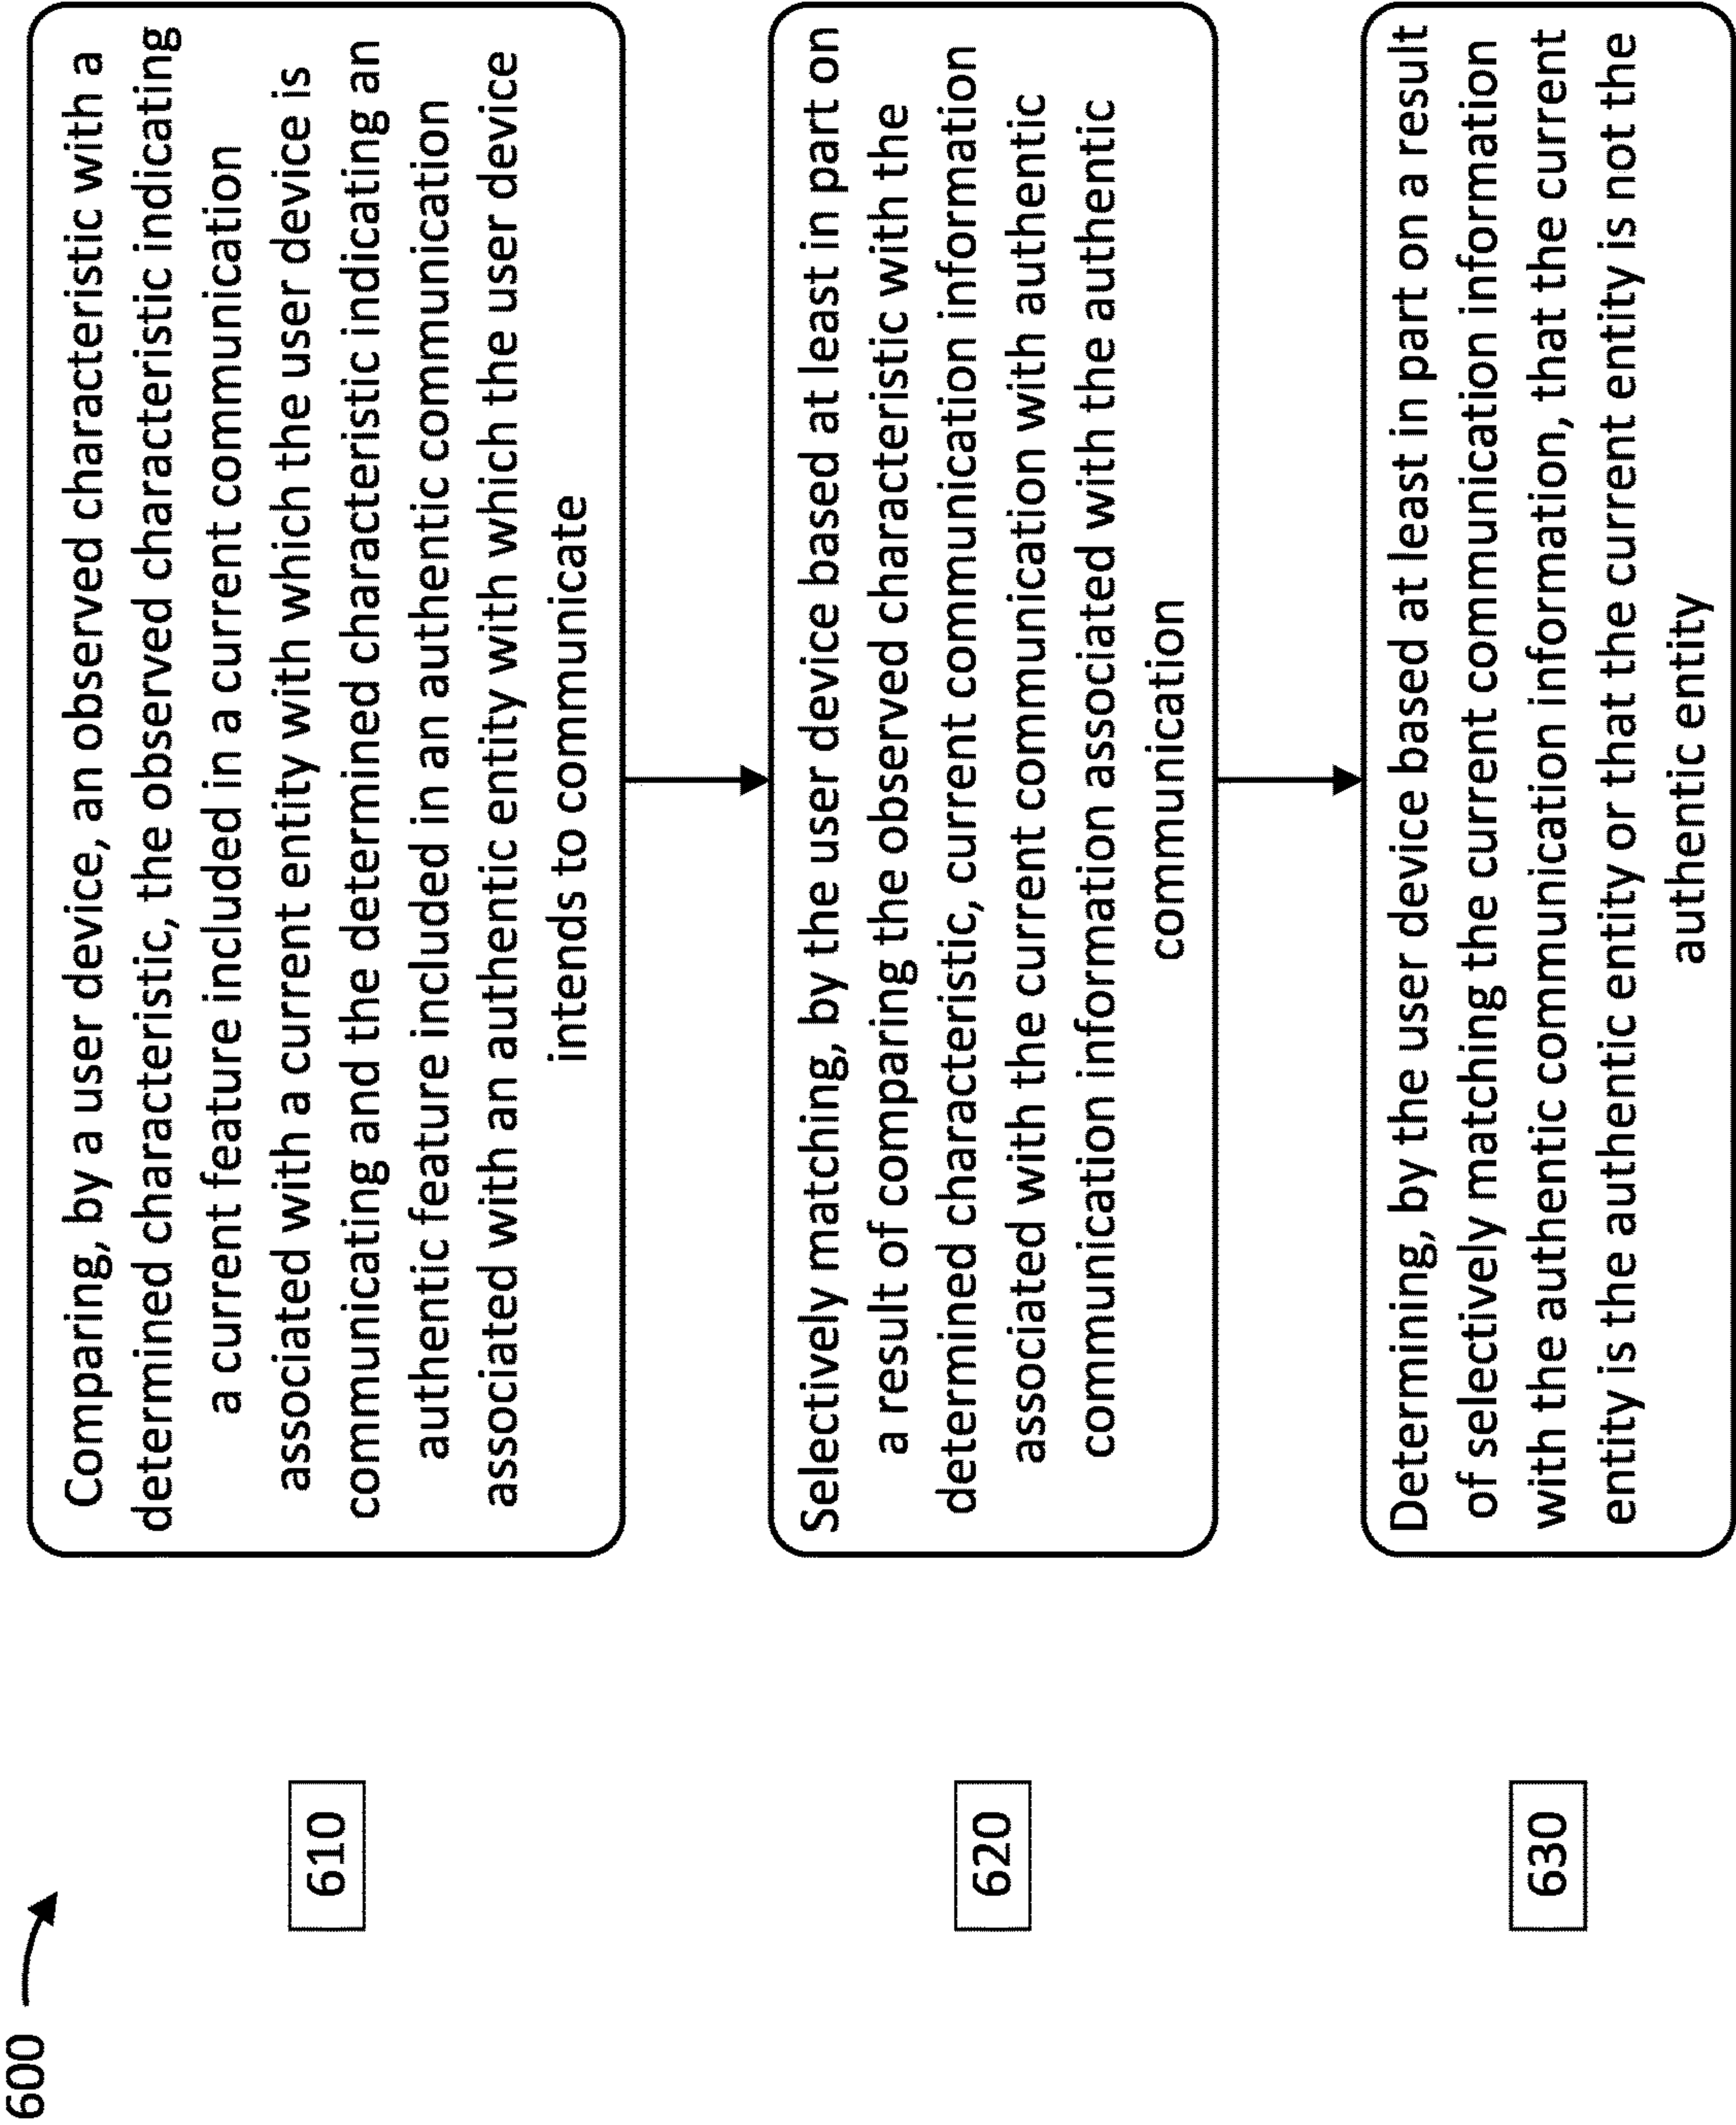 600
610
Comparing, by a user device, an observed characteristic with a
determined characteristic, the observed characteristic indicating
a current feature included in a current communication
associated with a current entity with which the user device is
communicating and the determined characteristic indicating an
authentic feature included in an authentic communication
associated with an authentic entity with which the user device
intends to communicate
620
Selectively matching, by the user device based at least in part on
a result of comparing the observed characteristic with the
determined characteristic, current communication information
associated with the current communication with authentic
communication information associated with the authentic
communication
630
Determining, by the user device based at least in part on a result
of selectively matching the current communication information
with the authentic communication information, that the current
entity is the authentic entity or that the current entity is not the
authentic entity